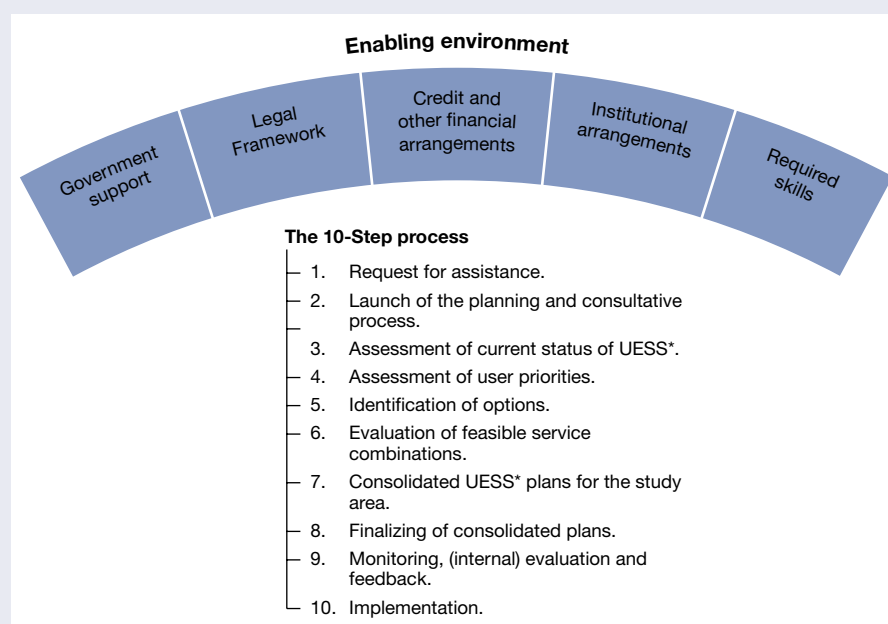 Enabling environment
Government
support
Legal
Framework
Credit and
other financial
arrangements
Institutional
arrangements
Required
skills
The 10-Step process
1. Request for assistance.
2. Launch of the planning and consultative
process.
3. Assessment of current status of UESS*.
4. Assessment of user priorities.
5. Identification of options.
6. Evaluation of feasible service
combinations.
7. Consolidated UESS* plans for the study
area.
8. Finalizing of consolidated plans.
9. Monitoring, (internal) evaluation and
feedback.
10. Implementation.